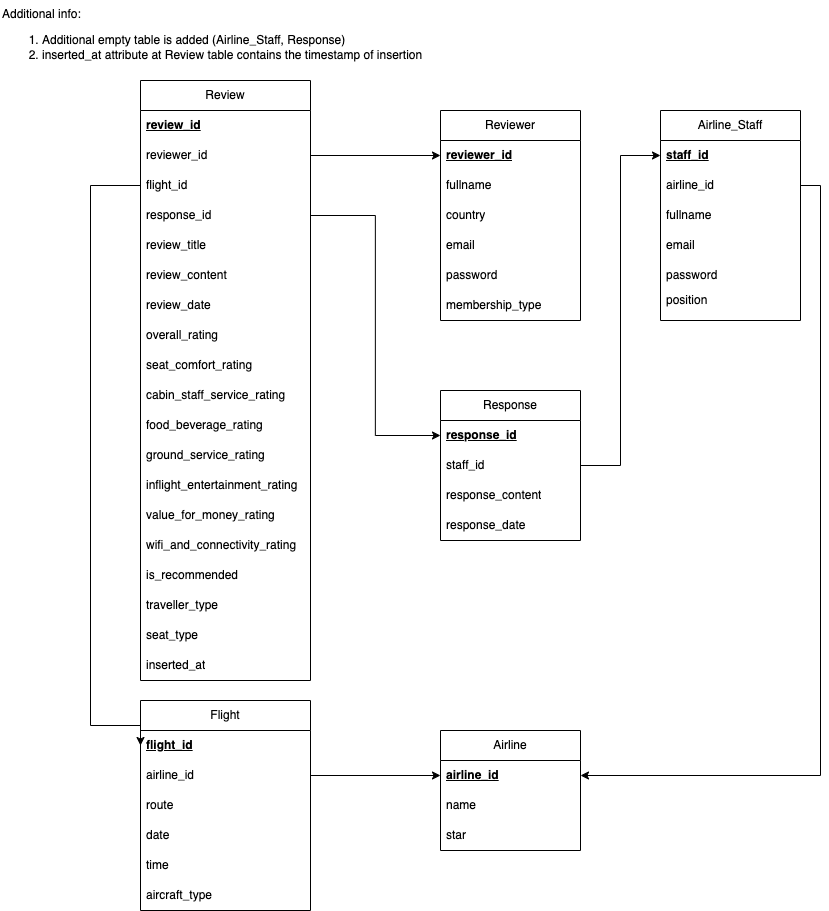 Additional info:
1. Additional empty table is added (Airline_Staff, Response)
2. inserted_at attribute at Review table contains the timestamp of insertion
Review
review_id
reviewer_id
flight_id
response_id
review_title
review_content
review_date
overall_rating
seat_comfort_rating
cabin_staff_service_rating
food_beverage_rating
ground_service_rating
inflight_entertainment_rating
value_for_money_rating
wifi_and_connectivity_rating
is_recommended
traveller_type
seat_type
inserted_at
Reviewer
reviewer_id
fullname
country
email
password
membership_type
Airline_Staff
staff_id
airline_id
fullname
email
password
position
Response
response_id
staff_id
response_content
response_date
Flight
flight_id
airline_id
route
date
time
aircraft_type
Airline
airline_id
name
star